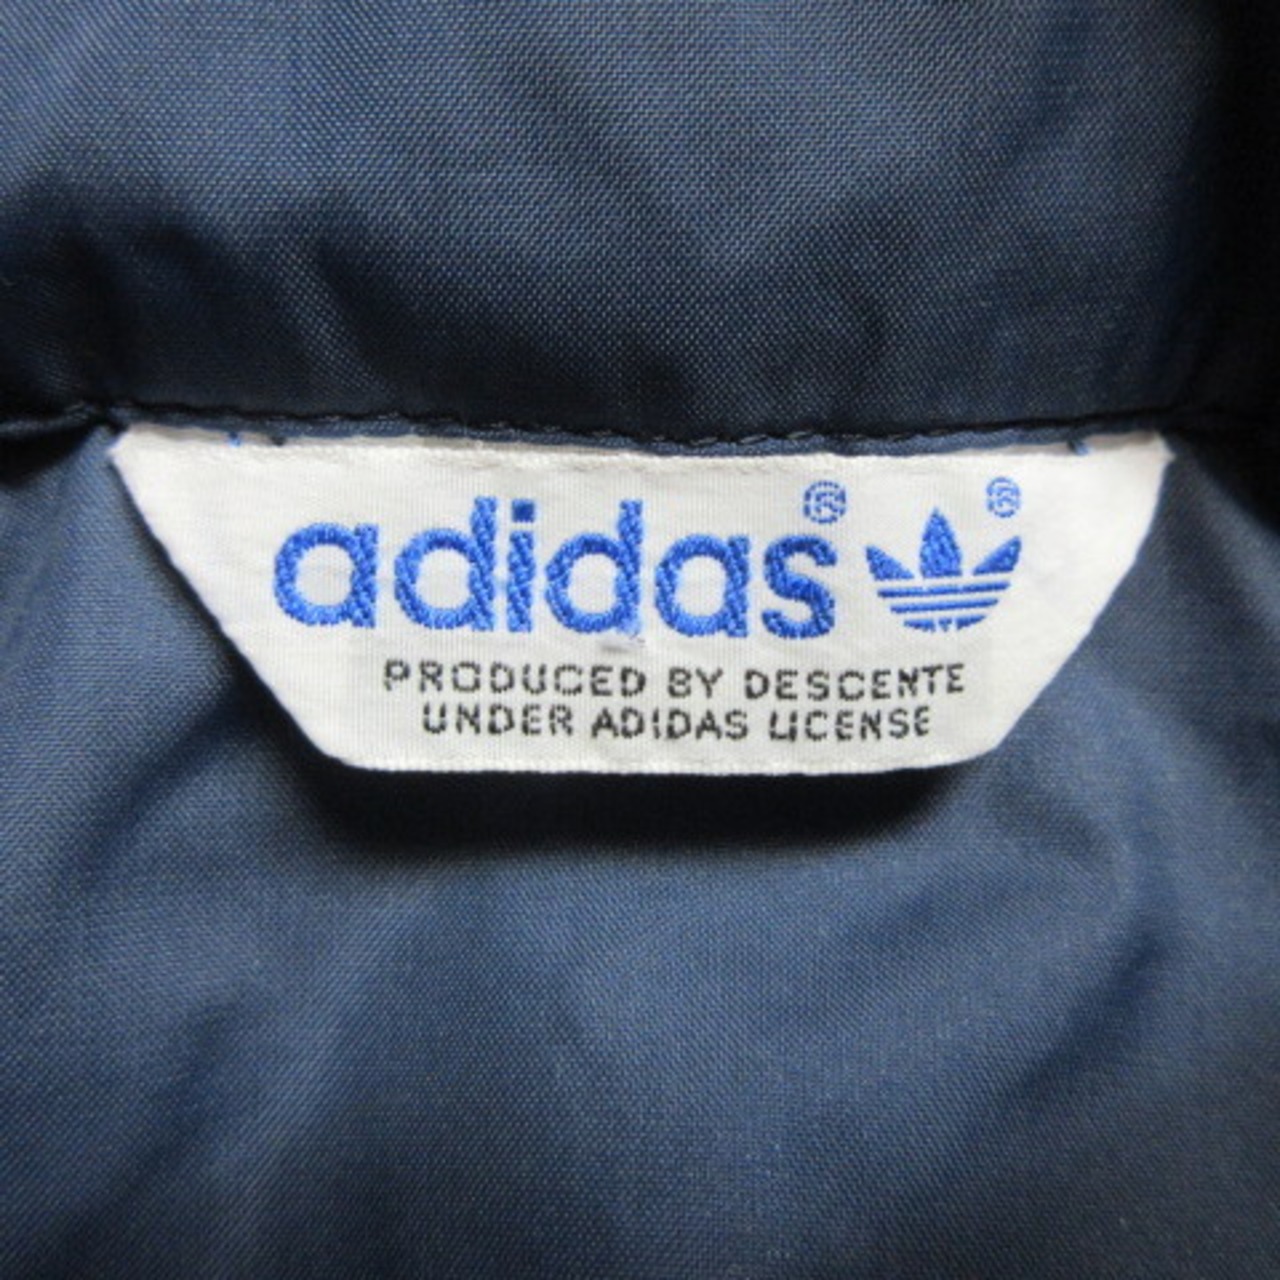 adidas®
®
PRODUCED BY DESCENTE
UNDER ADIDAS LICENSE